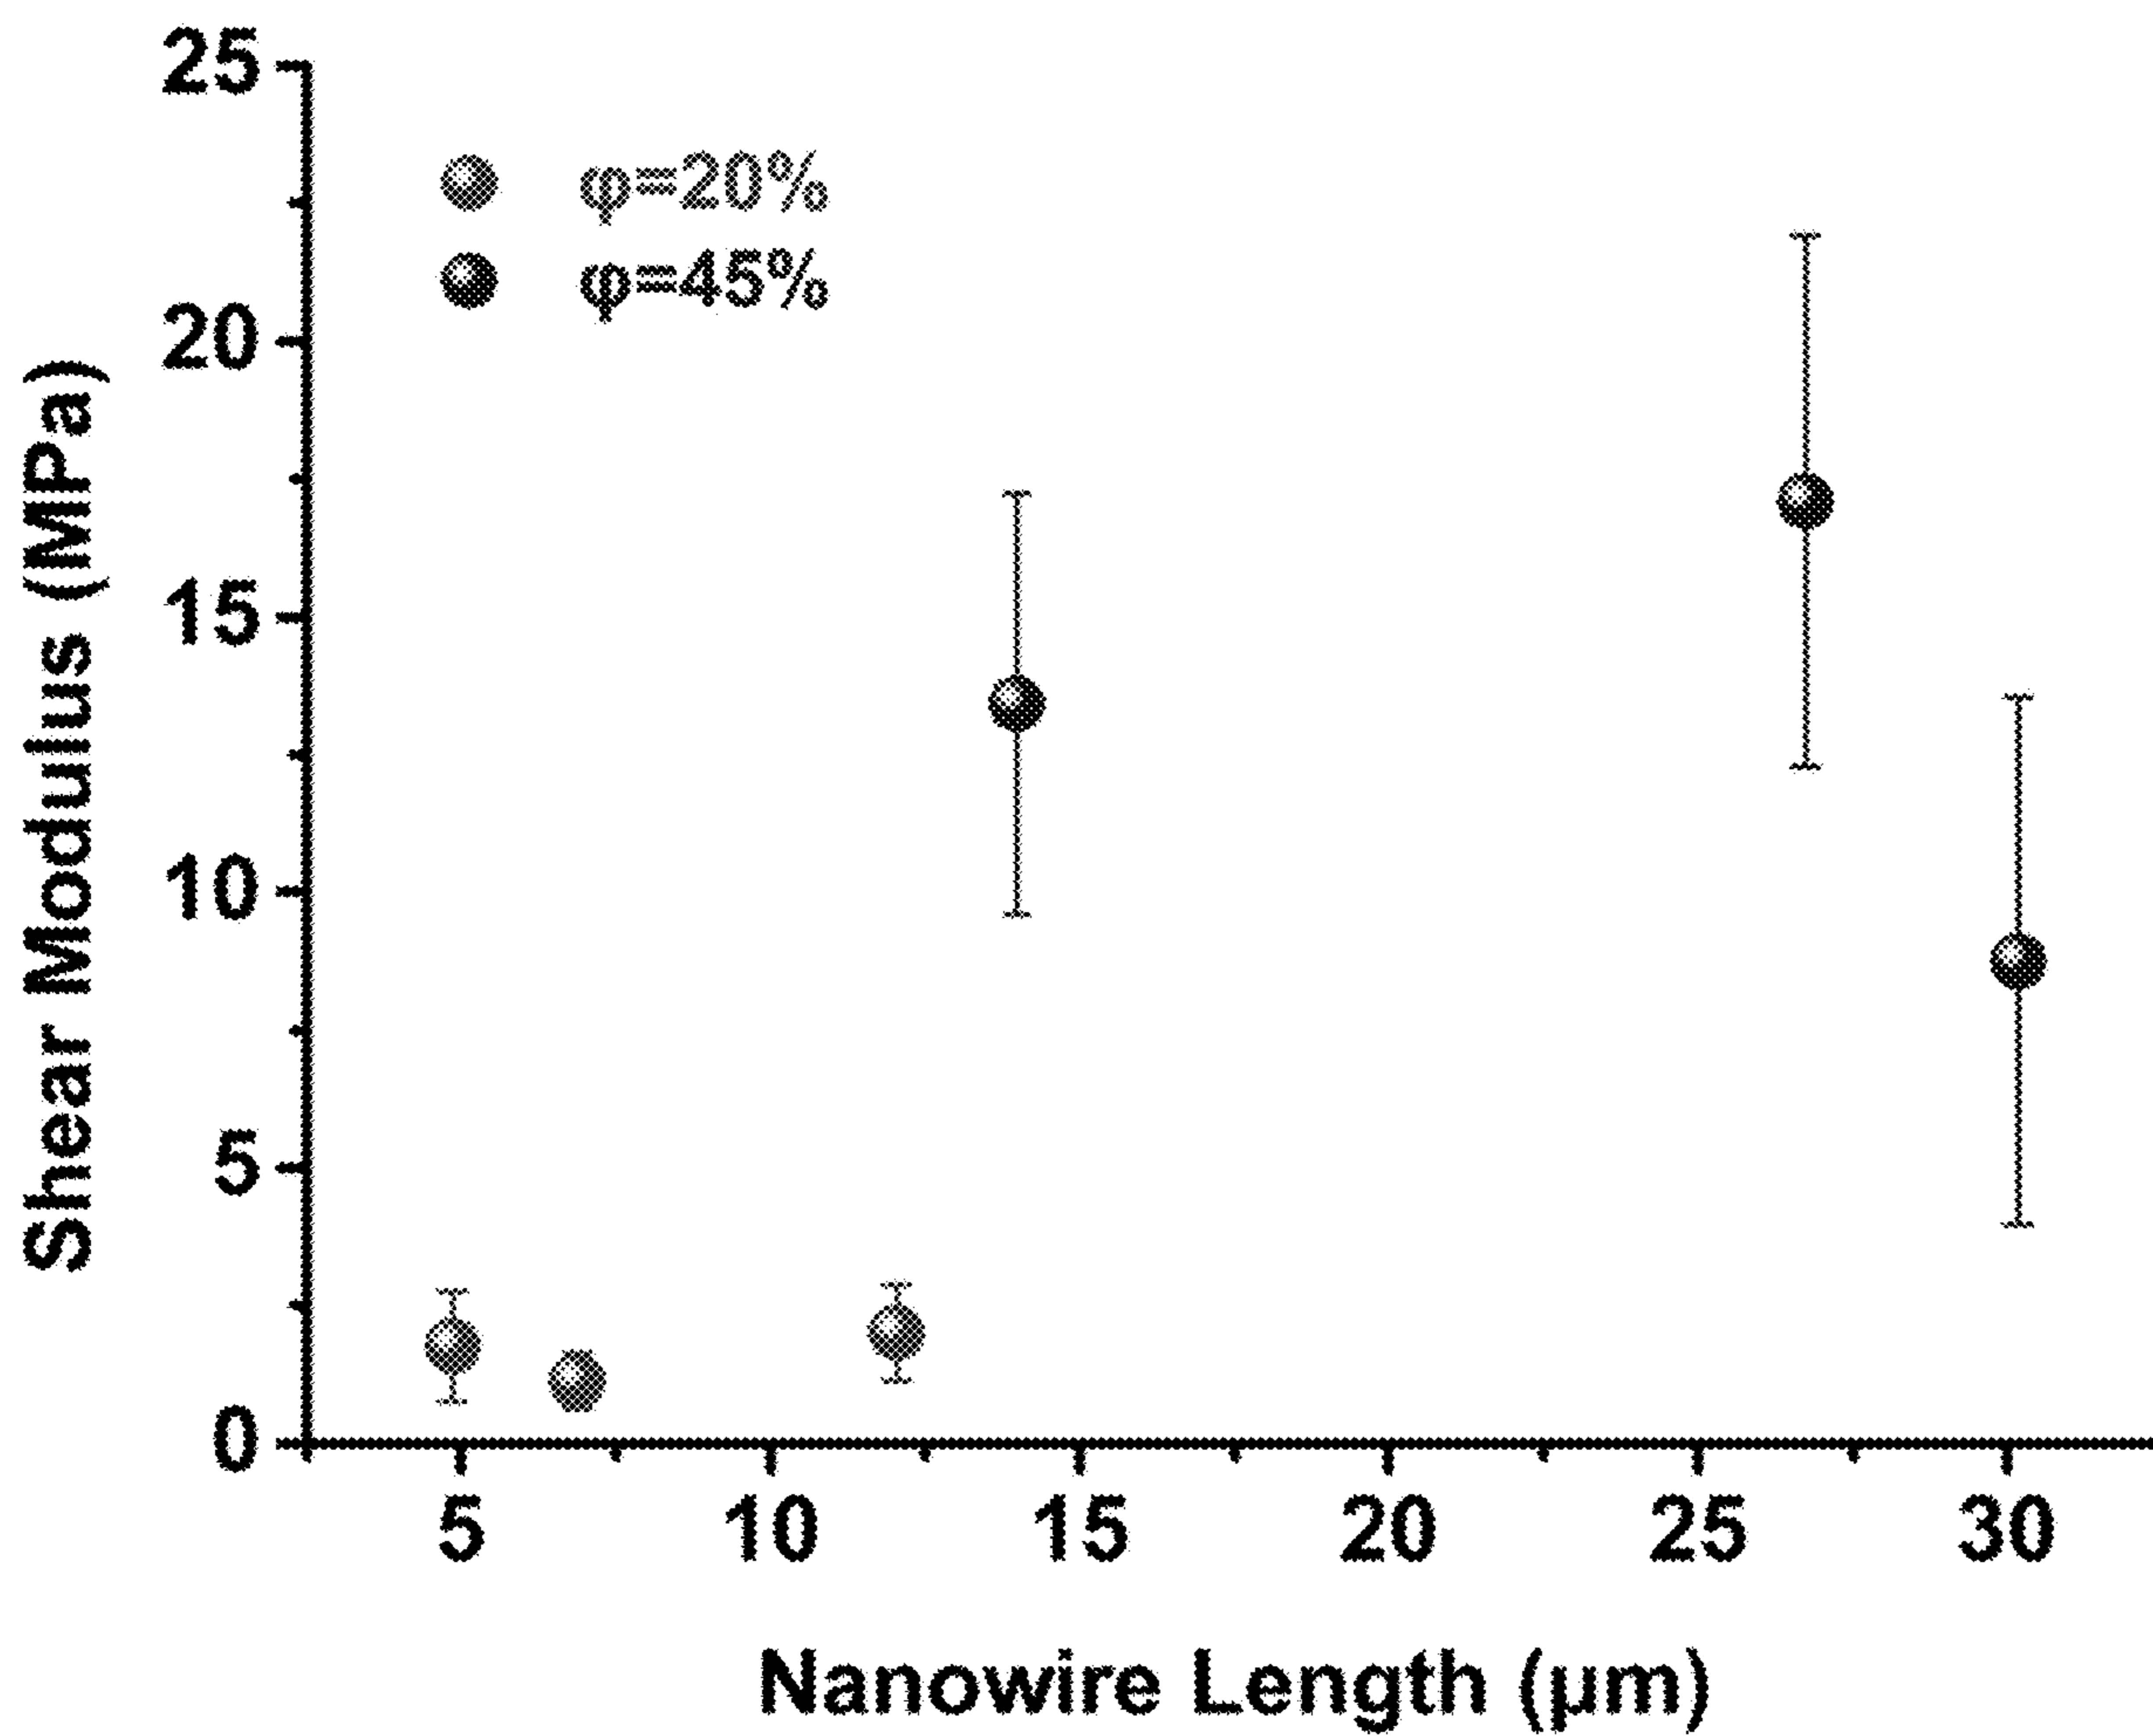 25
φ=20%
φ=45%
20
15
10
5
0
Shear Modulus (MPa)
5 10 15 20 25 30
Nanowire Length (μm)